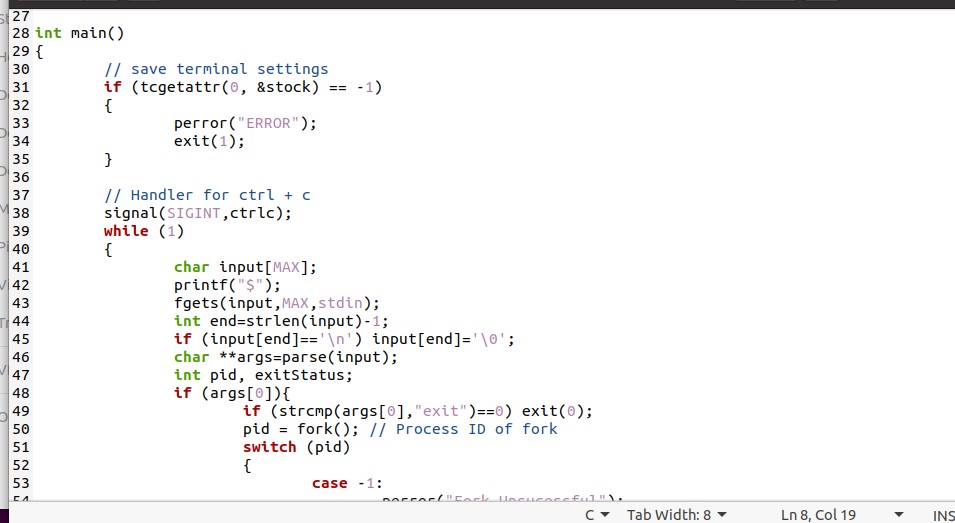 27
28 int main()
29 {
30 // save terminal settings
31 if (tcgetattr(0, &stock) == -1)
32 {
33 perror("ERROR");
34 exit(1);
35 }
36
37 // Handler for ctrl + c
38 signal(SIGINT,ctrlc);
39 while (1)
40 {
41 char input[MAX];
42 printf("$");
43 fgets(input,MAX,stdin);
44 int end=strlen(input)-1;
45 if (input[end]=='\n') input[end]='\0';
46 char **args=parse(input);
47 int pid, exitStatus;
48 if (args[0]){
49 if (strcmp(args[0],"exit")==0) exit(0);
50 pid = fork(); // Process ID of fork
51 switch (pid)
52 {
53 case -1:
54 perror("Fork Unsucessful");
C Tab Width: 8 Ln 8, Col 19 INS